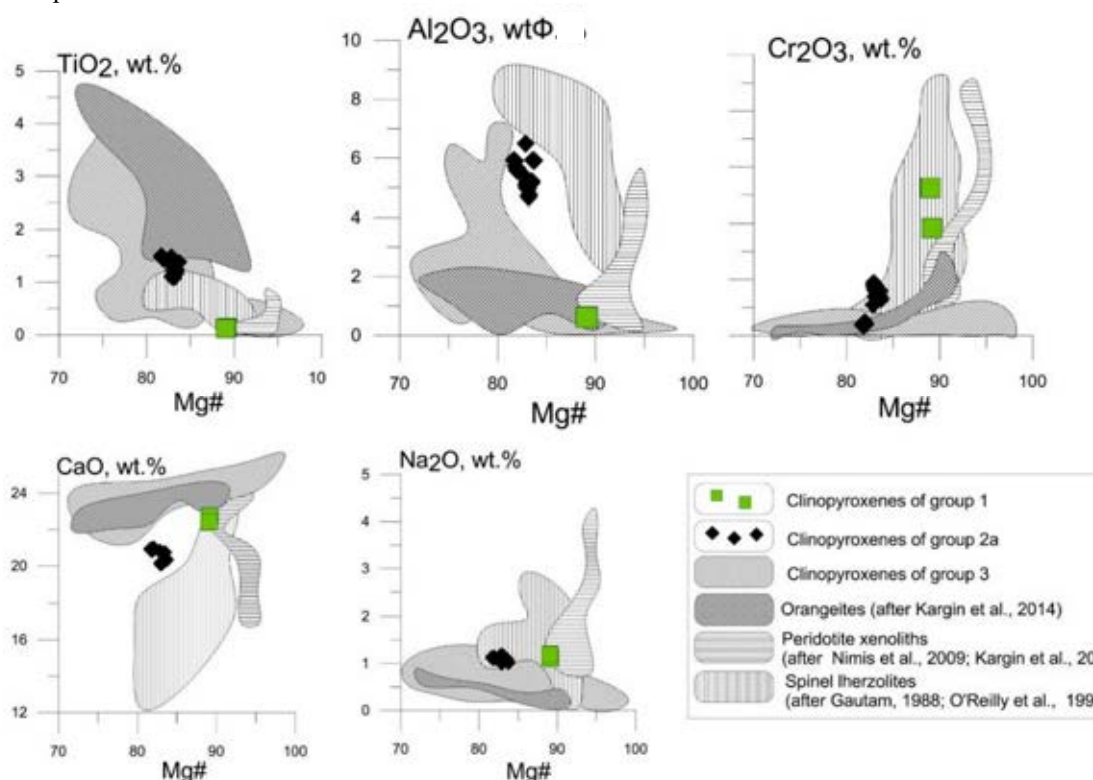 TiO2, wt.%
5
4
3
2
1
0
70
80
90
10
Mg#
Al2O3, wtФ.
10
8
6
4
2
0
70
80
90
100
Mg#
Cr2O3, wt.%
70
80
90
100
Mg#
CaO, wt.%
24
20
16
12
70
80
90
100
Mg#
Na2O, wt.%
5
4
3
2
1
0
70
80
90
100
Mg#
Clinopyroxenes of group 1
Clinopyroxenes of group 2a
Clinopyroxenes of group 3
Orangeites (after Kargin et al., 2014)
Peridotite xenoliths
(after Nimis et al., 2009; Kargin et al., 20
Spinel lherzolites
(after Gautam, 1988; O'Reilly et al., 199